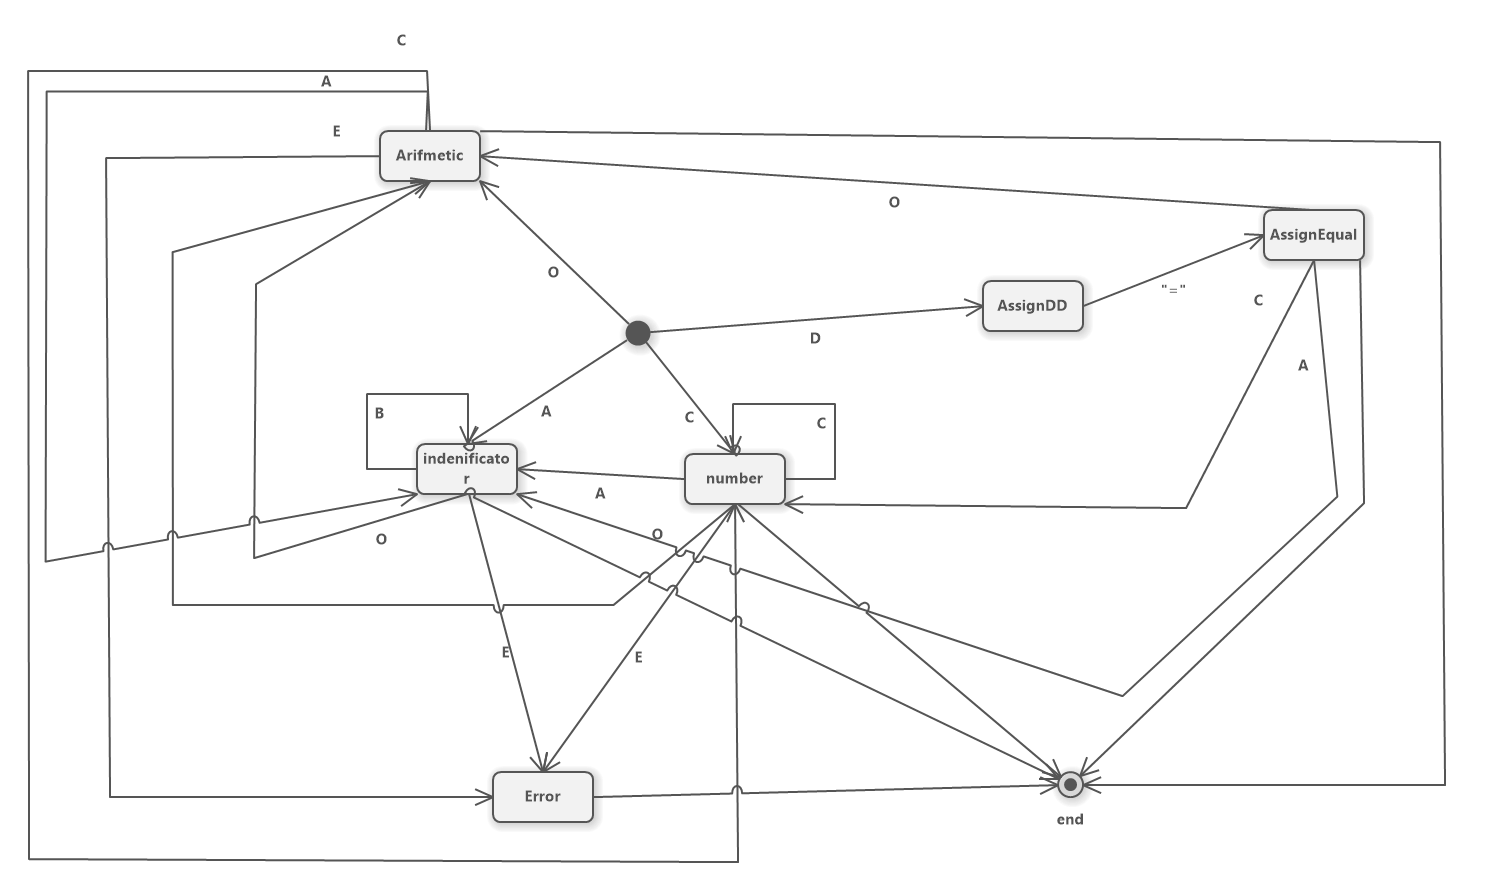 C
A
E
Arifmetic
O
AssignEqual
O
"="
C
AssignDD
D
A
A
B
C
C
indenificato
r
number
A
O
O
E
E
Error
end